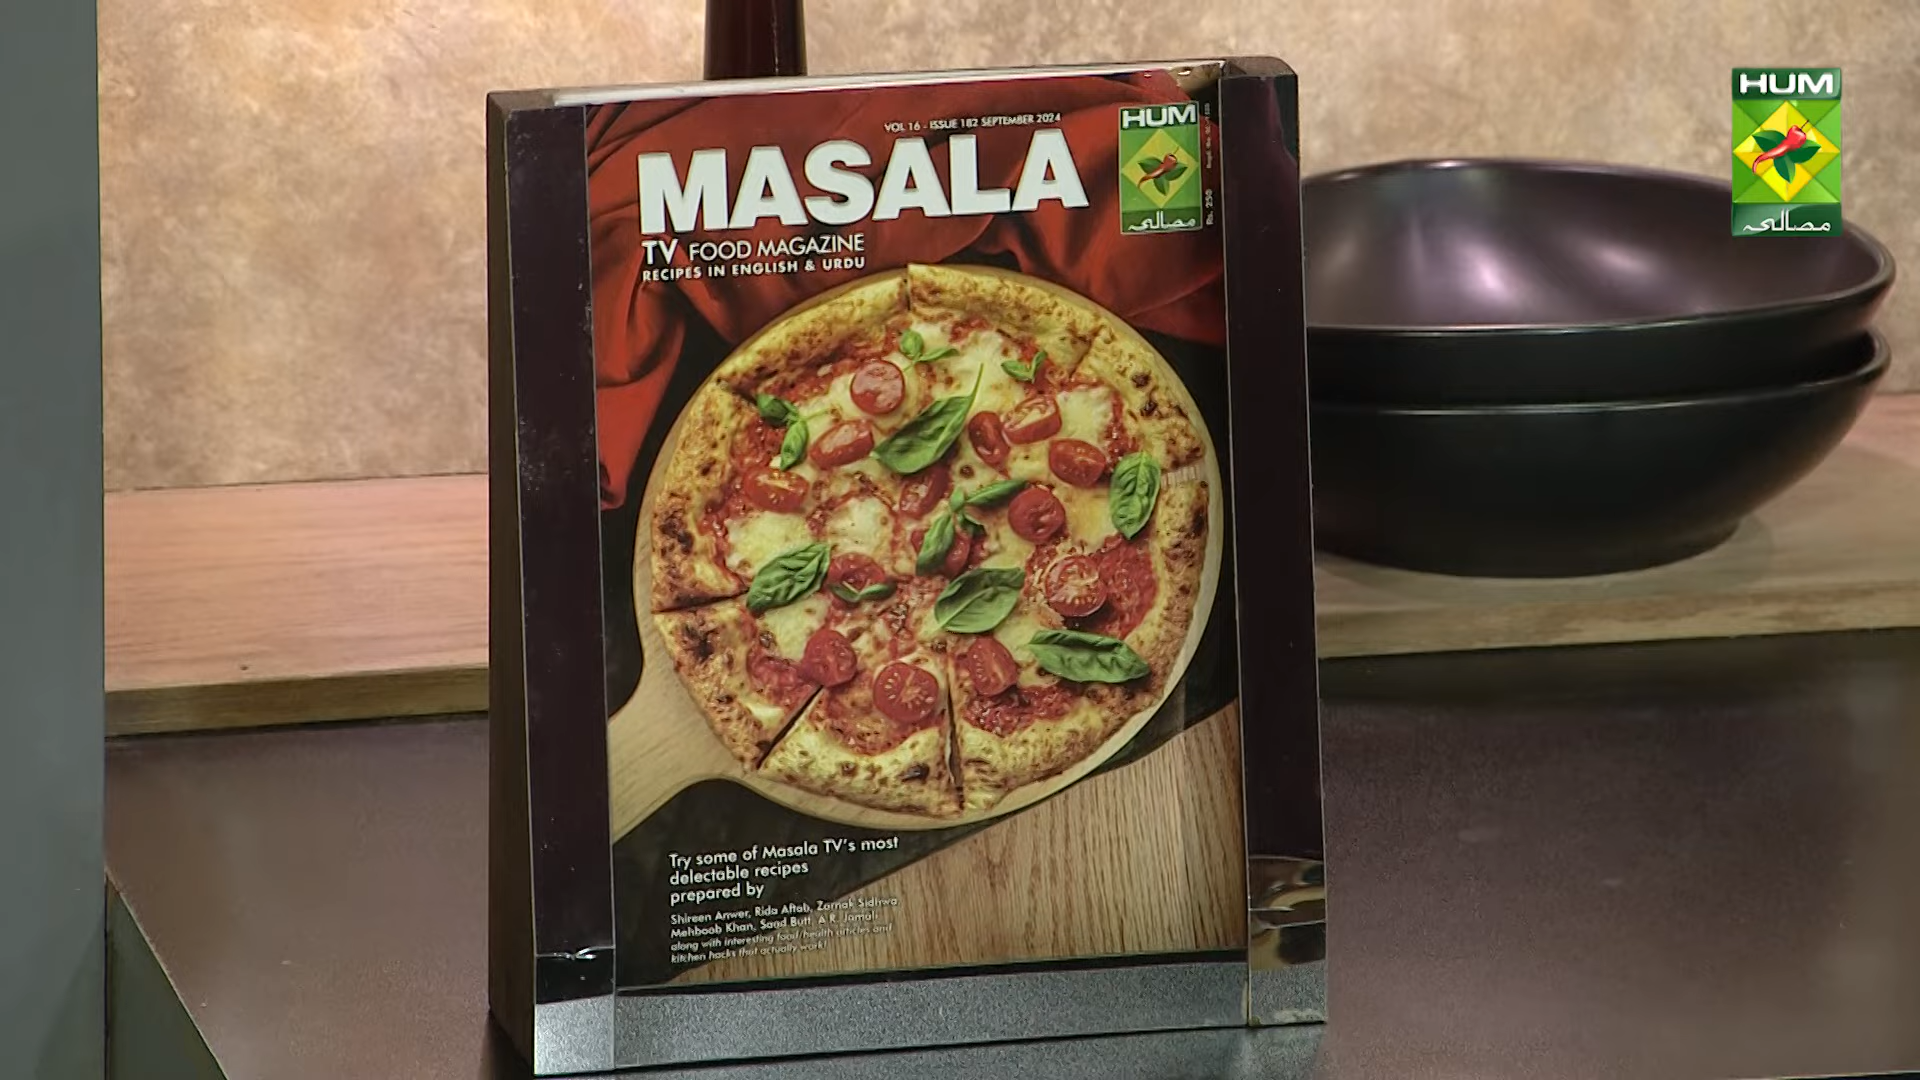 VOL 16 - ISSUE 182 SEPTEMBER 2024
MASALA
TV FOOD MAGAZINE
RECIPES IN ENGLISH & URDU
HUM
مصالحہ
Rs. 250
Try some of Masala TV's most
delectable recipes
prepared by
Shireen Anwer, Rida Aftab, Zarnak Sidhwa
Mehboob Khan, Saad Butt, A.R. Jamali
along with interesting food/health articles and
kitchen hacks that actually work!
HUM
مصالحہ